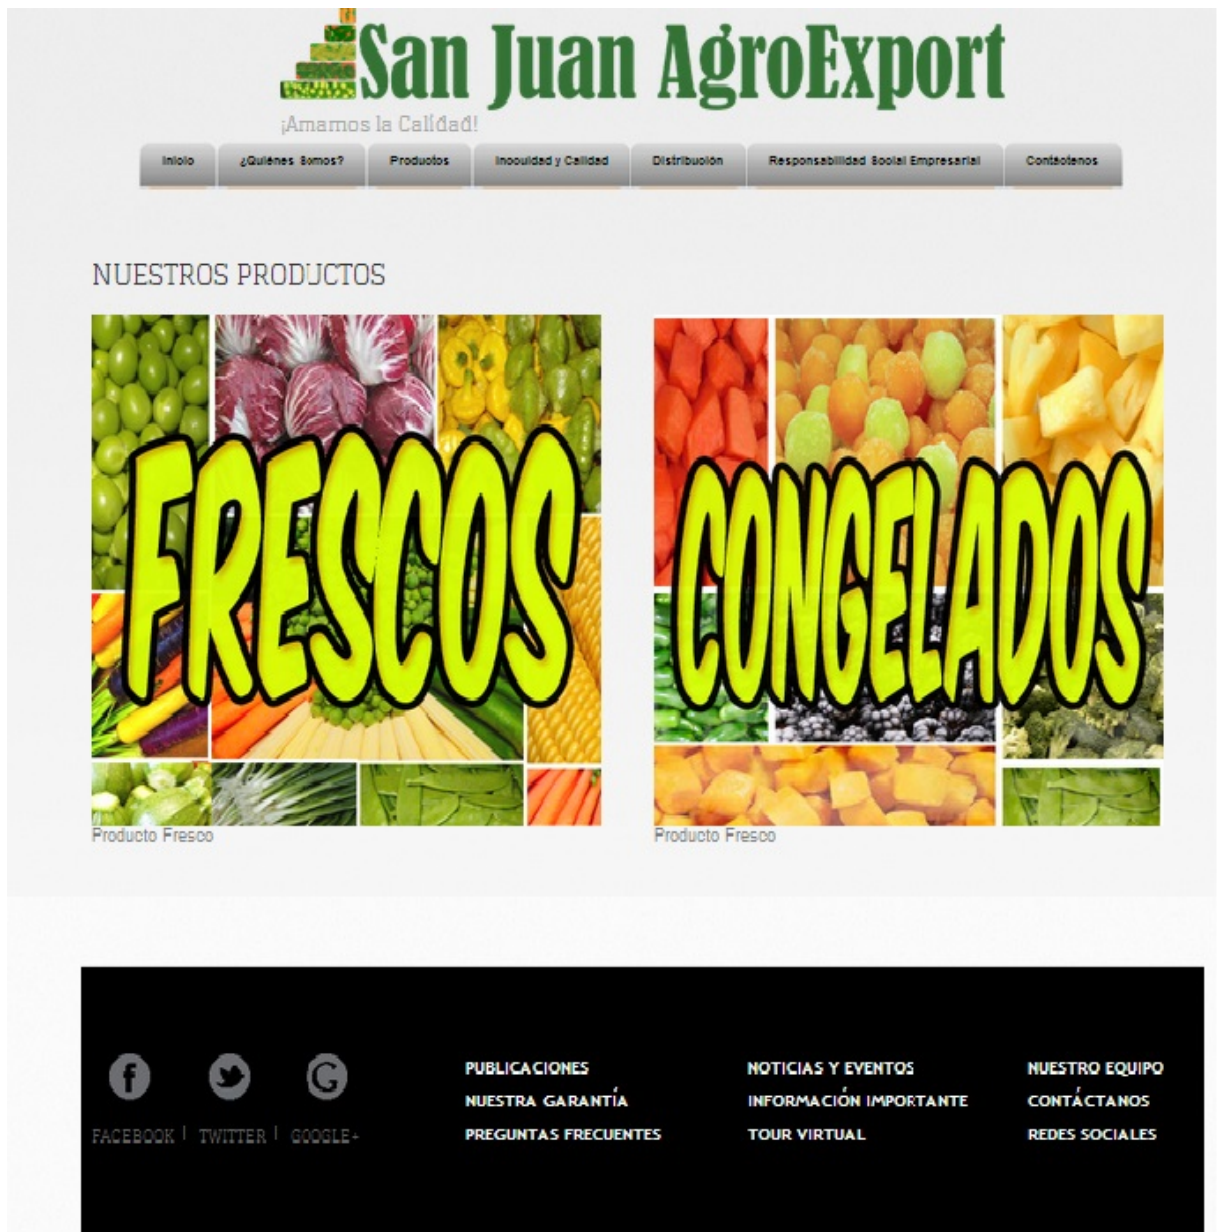 San Juan AgroExport
¡Amamos la Calidad!
Inicio ¿Quiénes Somos? Productos Inocuidad y Calidad Distribución Responsabilidad Social Empresarial Contáctenos
NUESTROS PRODUCTOS
FRESCOS CONGELADOS
Producto Fresco Producto Fresco
PUBLICACIONES NOTICIAS Y EVENTOS NUESTRO EQUIPO
NUESTRA GARANTÍA INFORMACIÓN IMPORTANTE CONTÁCTANOS
FACEBOOK | TWITTER | GOOGLE+ PREGUNTAS FRECUENTES TOUR VIRTUAL REDES SOCIALES